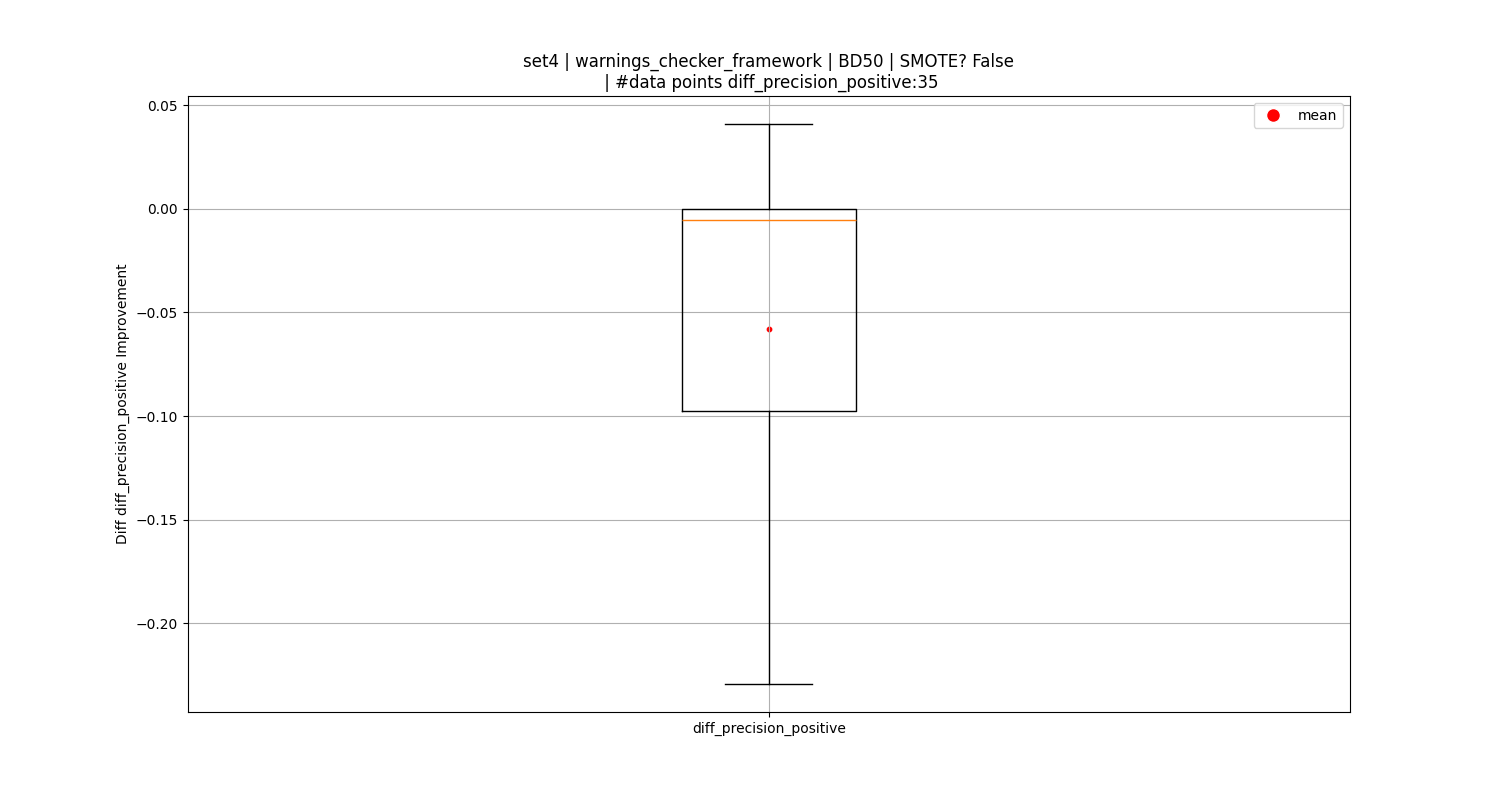 set4 | warnings_checker_framework | BD50 | SMOTE? False
| #data points diff_precision_positive:35
mean
0.05
0.00
−0.05
−0.10
−0.15
−0.20
Diff diff_precision_positive Improvement
diff_precision_positive